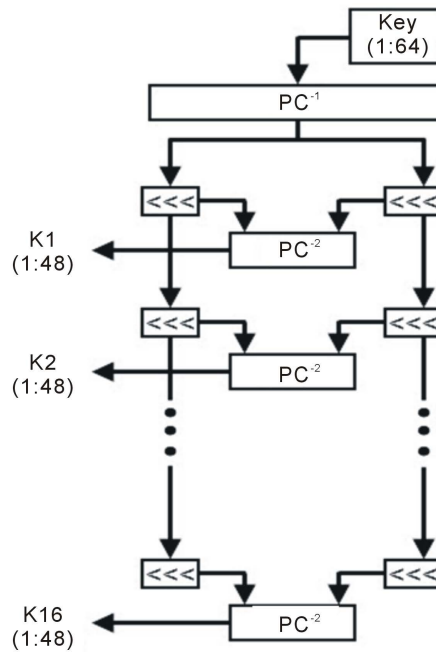 Key
(1:64)
PC⁻¹
<<< <<<
K1
(1:48)
PC⁻²
<<< <<<
K2
(1:48)
PC⁻²
<<< <<<
K16
(1:48)
PC⁻²